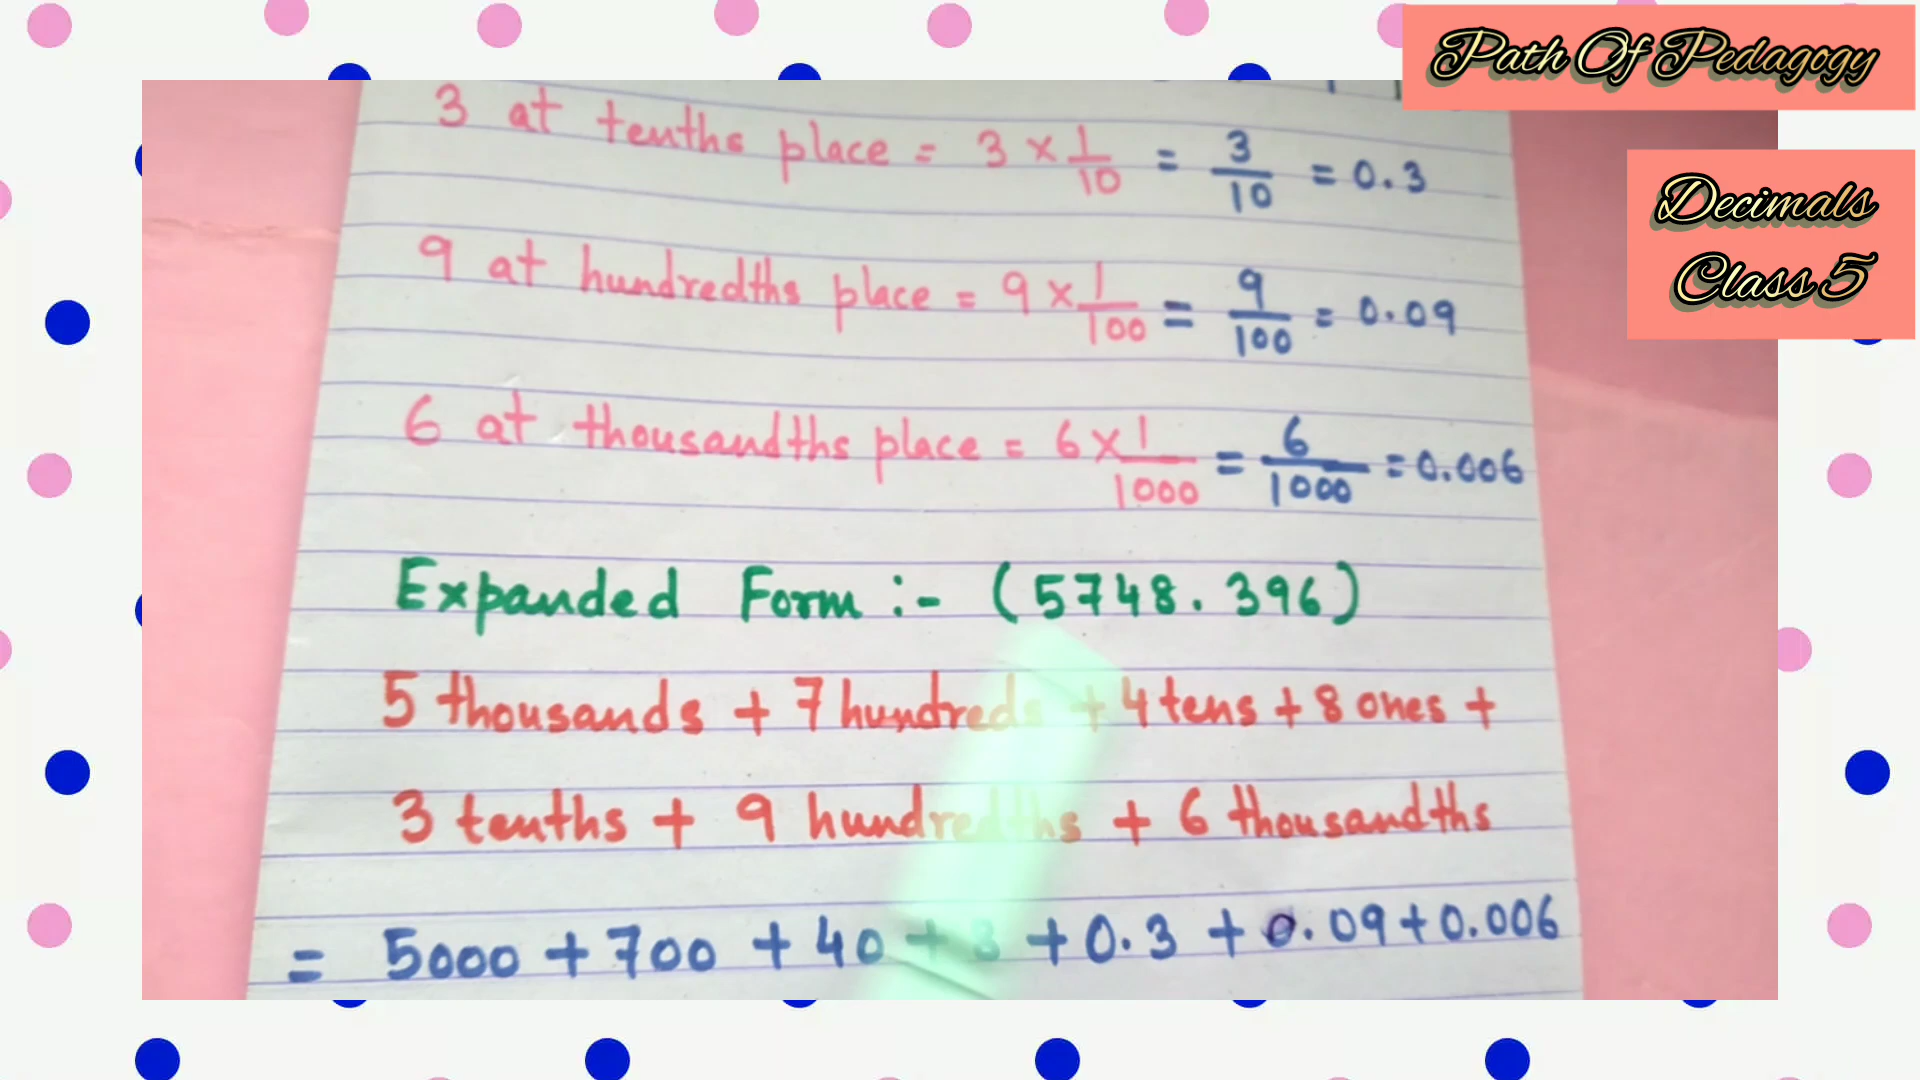 Path Of Pedagogy
Decimals
Class 5
3 at tenths place = 3 × 1/10 = 3/10 = 0.3
9 at hundredths place = 9 × 1/100 = 9/100 = 0.09
6 at thousandths place = 6 × 1/1000 = 6/1000 = 0.006
Expanded Form :- (5748.396)
5 thousands + 7 hundreds + 4 tens + 8 ones +
3 tenths + 9 hundredths + 6 thousandths
= 5000 + 700 + 40 + 8 + 0.3 + 0.09 + 0.006